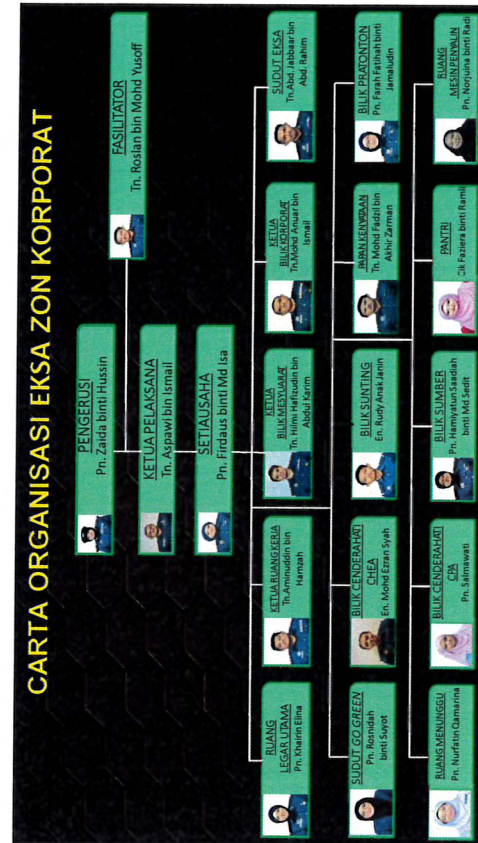 CARTA ORGANISASI EKSA ZON KORPORAT
PENGERUSI
Pn. Zaida binti Hussin
FASILITATOR
Tn. Roslan bin Mohd Yusoff
KETUA PELAKSANA
Tn. Aspawi bin Ismail
SETIAUSAHA
Pn. Firdaus binti Md Isa
RUANG
LEGAR UTAMA
Pn. Khairin Elina
KETUA RUANG KERJA
Tn. Aminuddin bin
Hamzah
KETUA
BILIK MESYUARAT
Tn. Hilmi Hafizudin bin
Abdul Karim
KETUA
BILIK KORPORAT
Tn.Mohd Anuar bin
Ismail
SUDUT EKSA
Tn.Abd. Jabbaar bin
Abd. Rahim
SUDUT GO GREEN
Pn. Rosnidah
binti Suyot
BILIK CENDERAHATI
CHEA
En. Mohd Ezran Syah
BILIK SUNTING
En. Rudy Anak Janin
PAPAN KENYATAAN
Tn. Mohd Fadzil bin
Akhir Zarman
BILIK PRATONTON
Pn. Farah Fatihah binti
Jamaludin
RUANG MENUNGGU
Pn. Nurfatin Qamarina
BILIK CENDERAHATI
CPA
Pn. Salmawati
BILIK SUMBER
Pn. Hamiyatun Saadiah
binti Md Sedit
PANTRI
Cik Faziera binti Ramli
RUANG
MESIN PENYALIN
Pn. Norjuina binti Radi